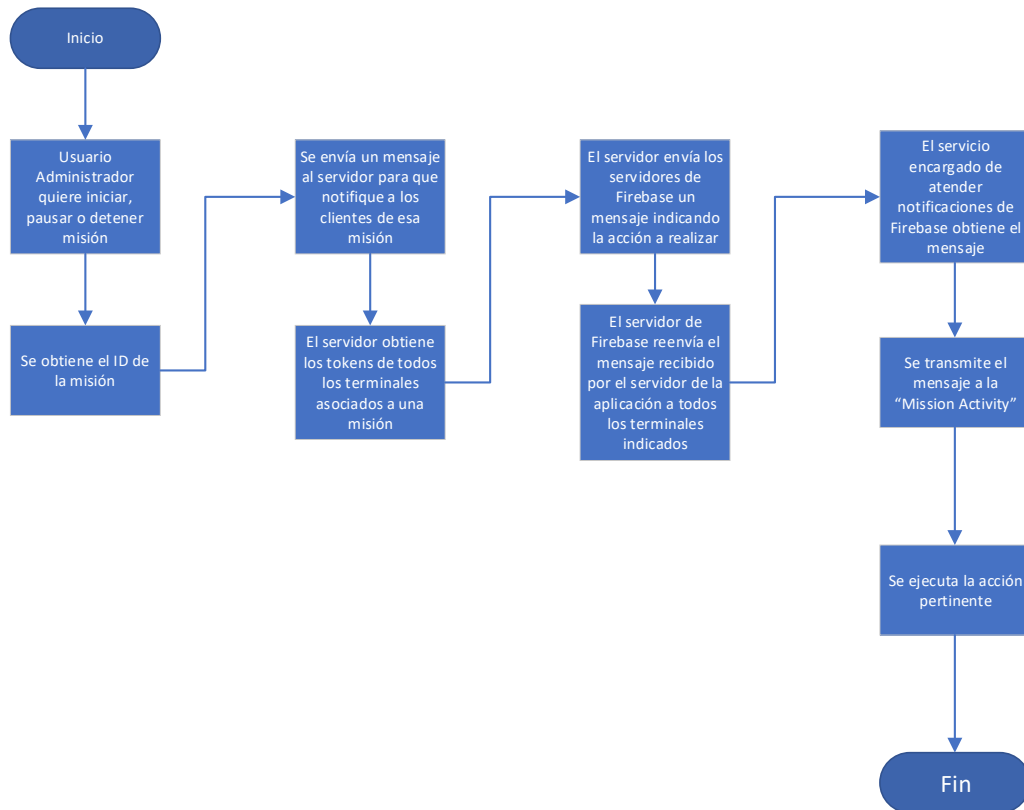 Inicio
Usuario
Administrador
quiere iniciar,
pausar o detener
misión
Se obtiene el ID de
la misión
Se envía un mensaje
al servidor para que
notifique a los
clientes de esa
misión
El servidor obtiene
los tokens de todos
los terminales
asociados a una
misión
El servidor envía los
servidores de
Firebase un
mensaje indicando
la acción a realizar
El servidor de
Firebase reenvía el
mensaje recibido
por el servidor de la
aplicación a todos
los terminales
indicados
El servicio
encargado de
atender
notificaciones de
Firebase obtiene el
mensaje
Se transmite el
mensaje a la
“Mission Activity”
Se ejecuta la acción
pertinente
Fin